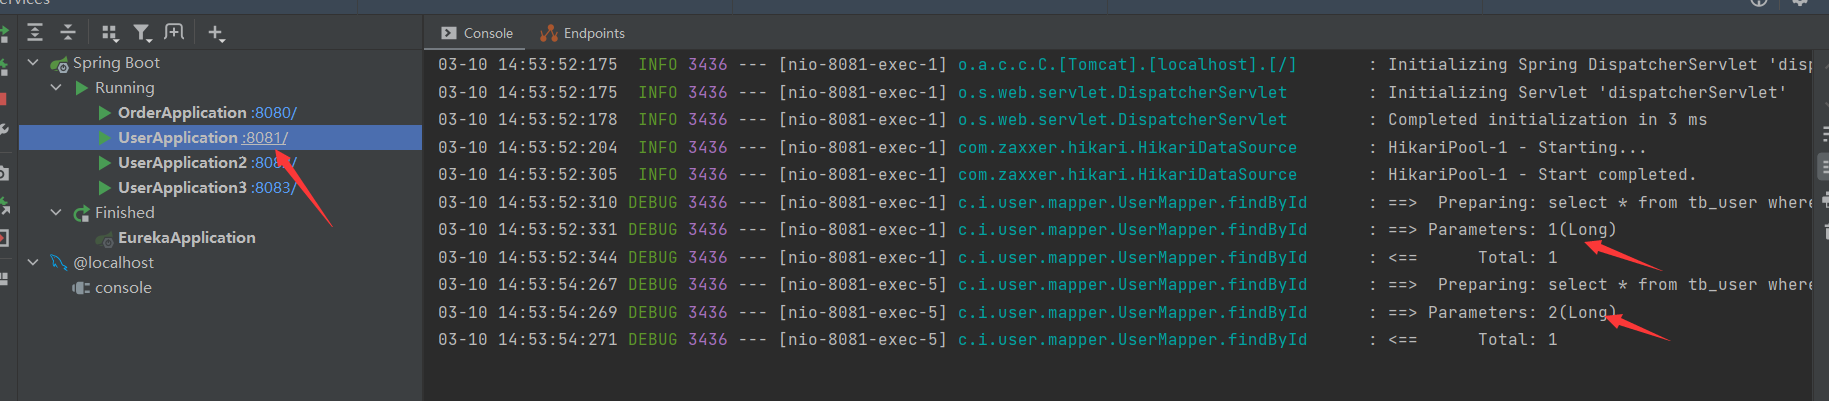 ervices
Console Endpoints
Spring Boot
Running
OrderApplication :8080/
UserApplication :8081/
UserApplication2
UserApplication3 :8083/
Finished
EurekaApplication
@localhost
console
03-10 14:53:52:175 INFO 3436 --- [nio-8081-exec-1] o.a.c.c.C.[Tomcat].[localhost].[/] : Initializing Spring DispatcherServlet 'disp
03-10 14:53:52:175 INFO 3436 --- [nio-8081-exec-1] o.s.web.servlet.DispatcherServlet : Initializing Servlet 'dispatcherServlet'
03-10 14:53:52:178 INFO 3436 --- [nio-8081-exec-1] o.s.web.servlet.DispatcherServlet : Completed initialization in 3 ms
03-10 14:53:52:204 INFO 3436 --- [nio-8081-exec-1] com.zaxxer.hikari.HikariDataSource : HikariPool-1 - Starting...
03-10 14:53:52:305 INFO 3436 --- [nio-8081-exec-1] com.zaxxer.hikari.HikariDataSource : HikariPool-1 - Start completed.
03-10 14:53:52:310 DEBUG 3436 --- [nio-8081-exec-1] c.i.user.mapper.UserMapper.findById : ==> Preparing: select * from tb_user where
03-10 14:53:52:331 DEBUG 3436 --- [nio-8081-exec-1] c.i.user.mapper.UserMapper.findById : ==> Parameters: 1(Long)
03-10 14:53:52:344 DEBUG 3436 --- [nio-8081-exec-1] c.i.user.mapper.UserMapper.findById : <== Total: 1
03-10 14:53:54:267 DEBUG 3436 --- [nio-8081-exec-5] c.i.user.mapper.UserMapper.findById : ==> Preparing: select * from tb_user where
03-10 14:53:54:269 DEBUG 3436 --- [nio-8081-exec-5] c.i.user.mapper.UserMapper.findById : ==> Parameters: 2(Long)
03-10 14:53:54:271 DEBUG 3436 --- [nio-8081-exec-5] c.i.user.mapper.UserMapper.findById : <== Total: 1